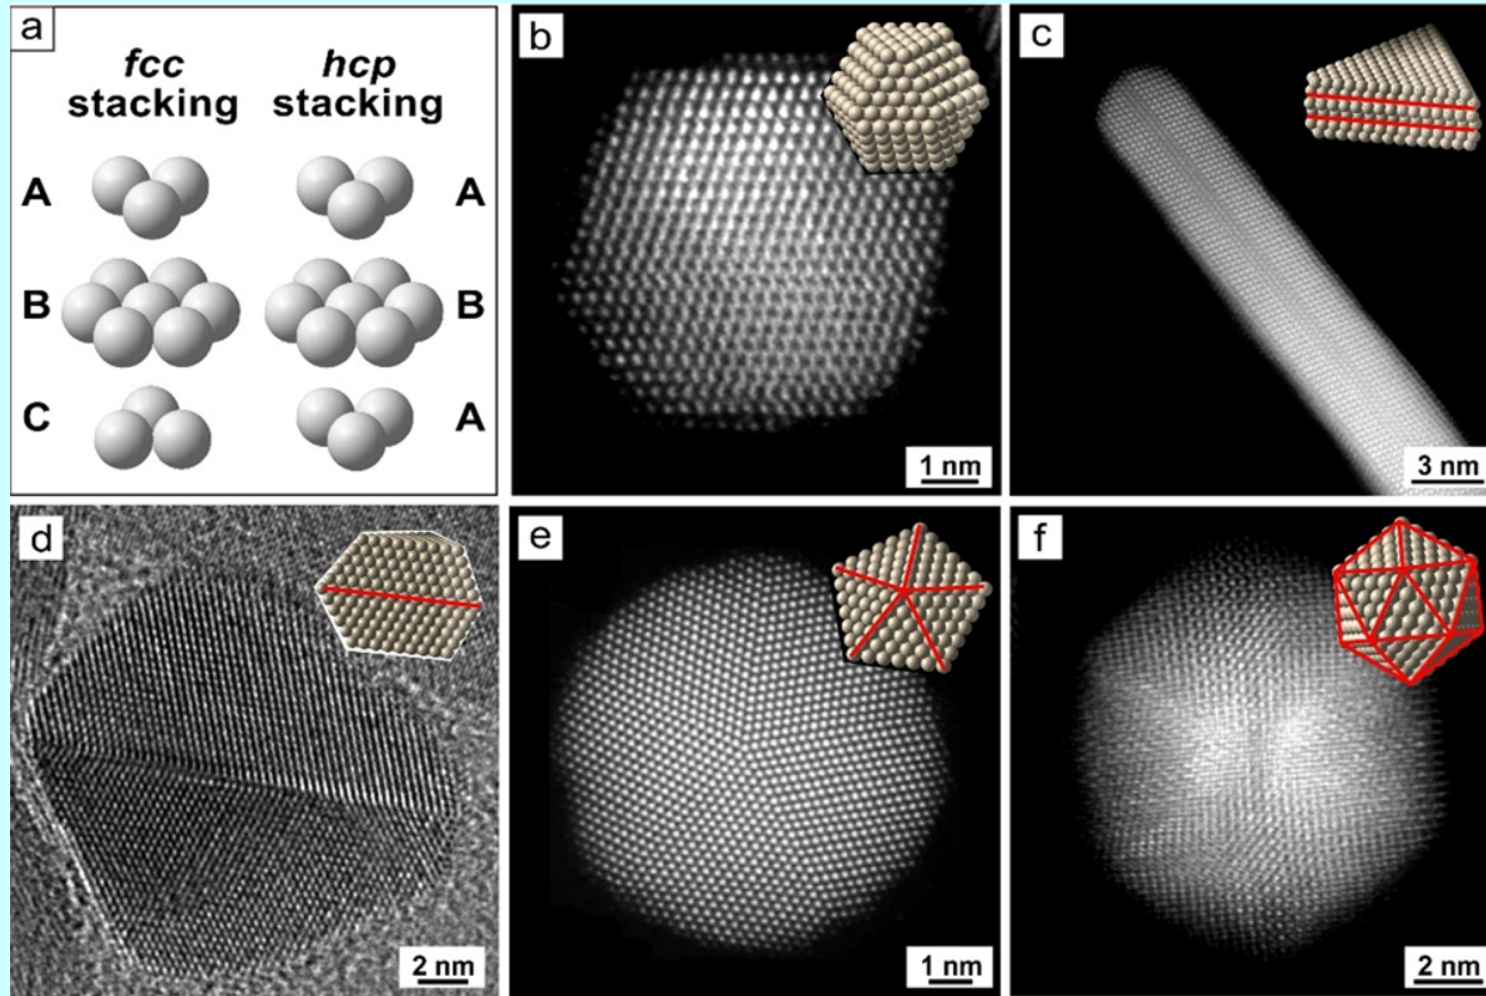 a
fcc hcp
stacking stacking
A A
B B
C A
b
1 nm
c
3 nm
d
2 nm
e
1 nm
f
2 nm